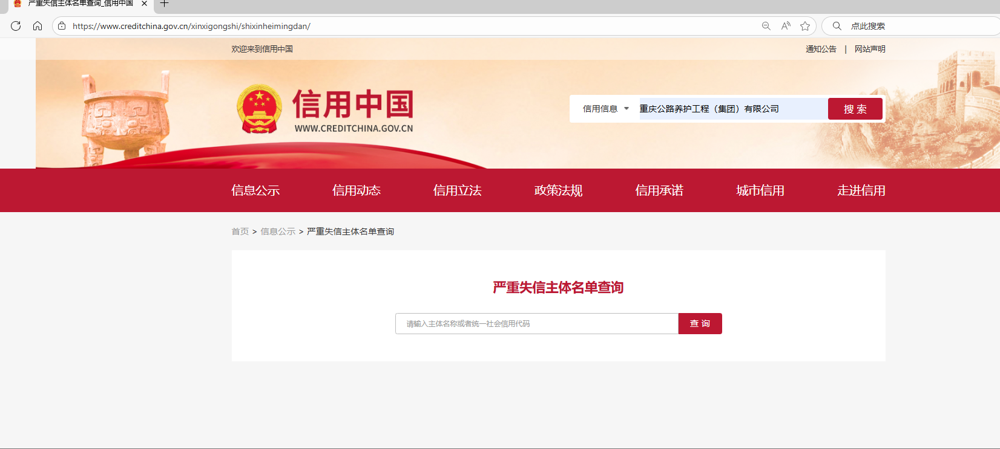 严重失信主体名单查询_信用中国
https://www.creditchina.gov.cn/xinxigongshi/shixinheimingdan/
点此搜索
欢迎来到信用中国
通知公告 | 网站声明
信用中国
WWW.CREDITCHINA.GOV.CN
信用信息 重庆公路养护工程（集团）有限公司 搜 索
信息公示 信用动态 信用立法 政策法规 信用承诺 城市信用 走进信用
首页 > 信息公示 > 严重失信主体名单查询
严重失信主体名单查询
请输入主体名称或者统一社会信用代码 查 询